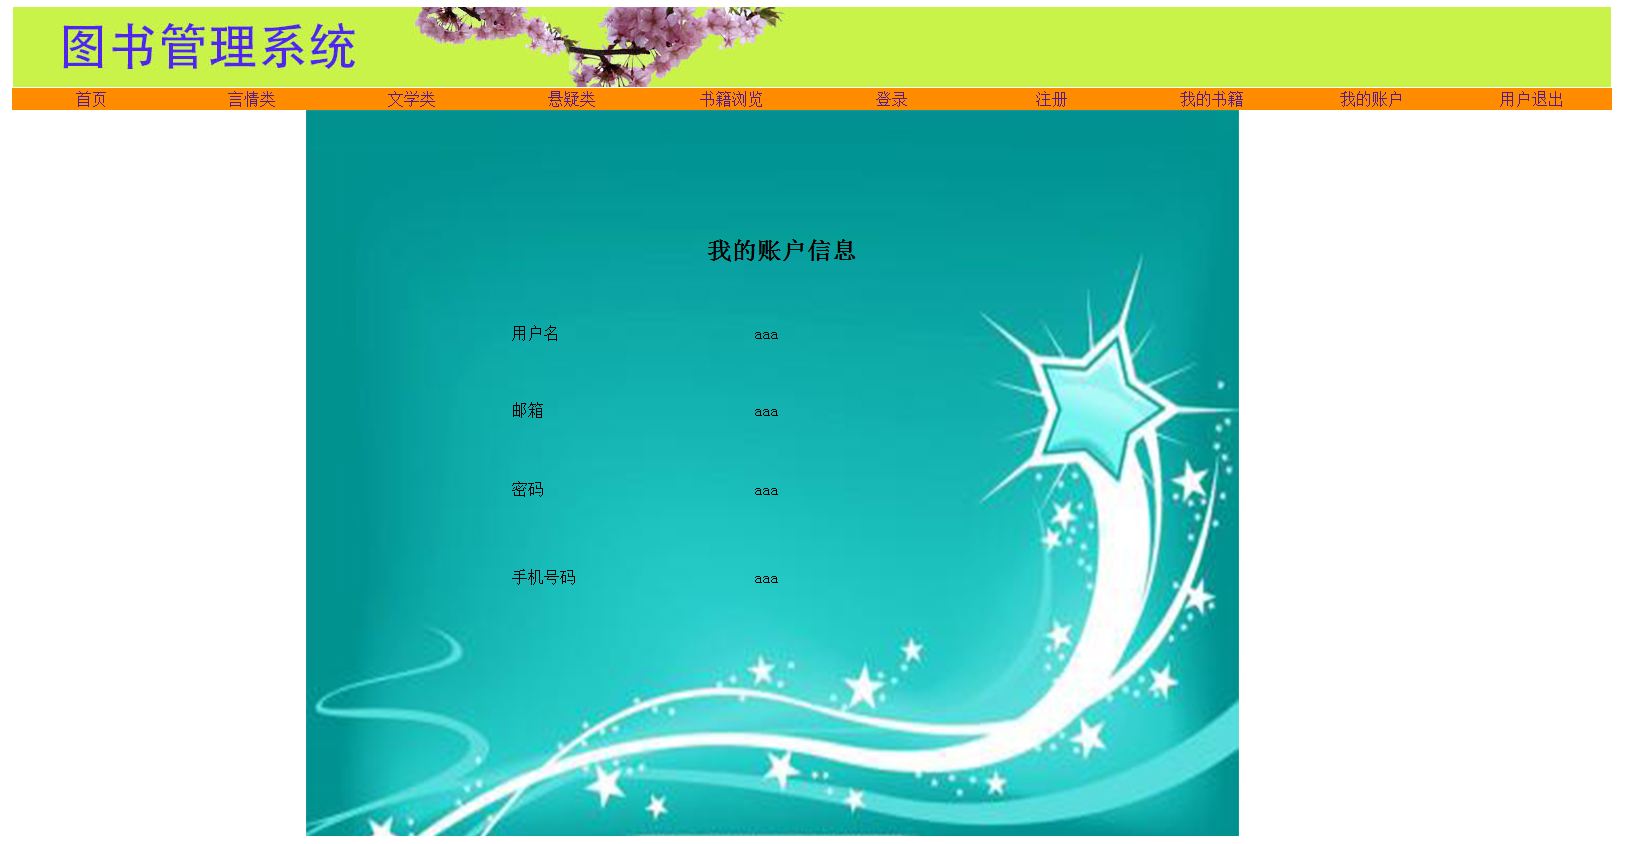 图书管理系统
首页 言情类 文学类 悬疑类 书籍浏览 登录 注册 我的书籍 我的账户 用户退出
我的账户信息
用户名 aaa
邮箱 aaa
密码 aaa
手机号码 aaa